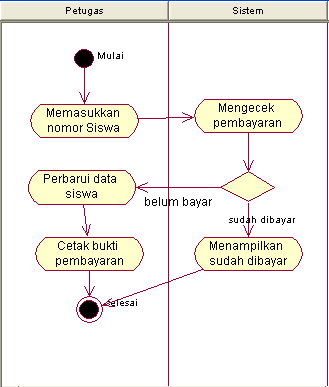 Petugas
Sistem
Mulai
Memasukkan
nomor Siswa
Mengecek
pembayaran
Perbarui data
siswa
belum bayar
sudah dibayar
Cetak bukti
pembayaran
Menampilkan
sudah dibayar
selesai